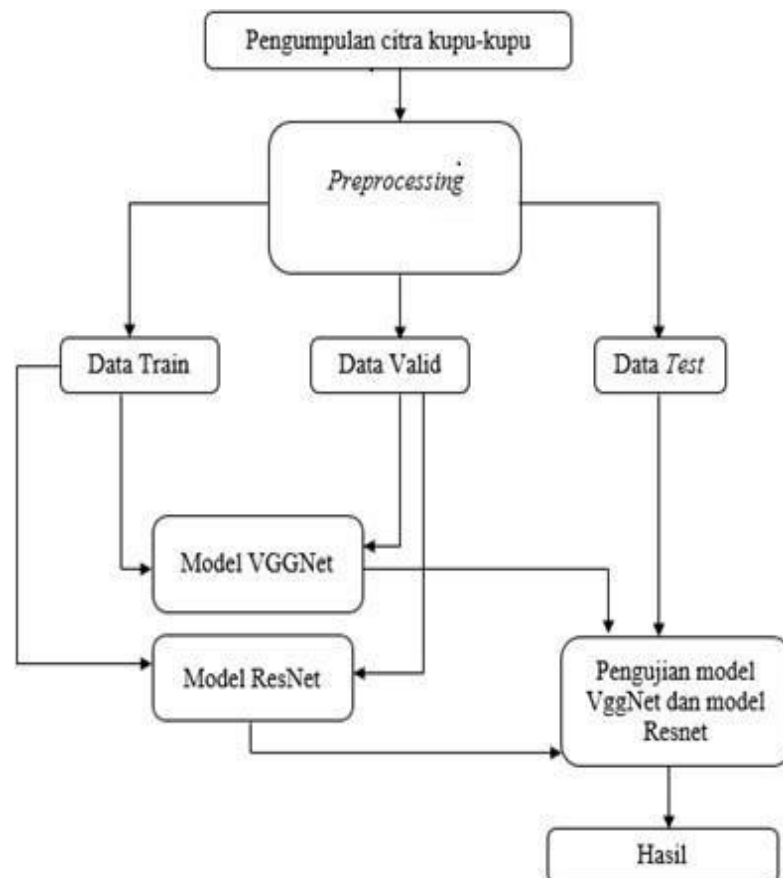 Pengumpulan citra kupu-kupu
Preprocessing
Data Train
Data Valid
Data Test
Model VGGNet
Model ResNet
Pengujian model
VggNet dan model
Resnet
Hasil